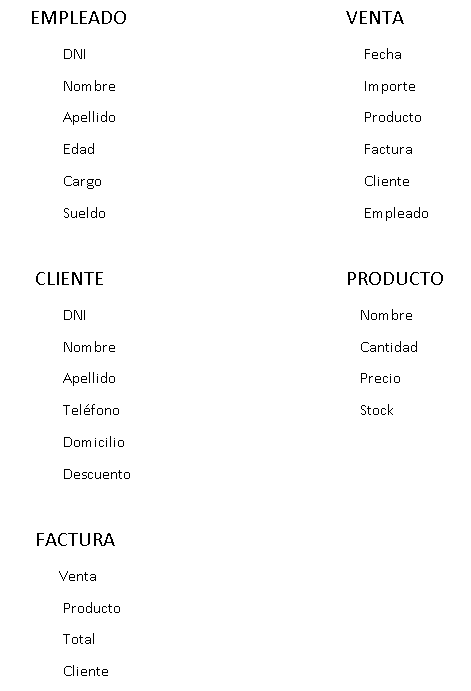 EMPLEADO
DNI
Nombre
Apellido
Edad
Cargo
Sueldo
VENTA
Fecha
Importe
Producto
Factura
Cliente
Empleado
CLIENTE
DNI
Nombre
Apellido
Teléfono
Domicilio
Descuento
PRODUCTO
Nombre
Cantidad
Precio
Stock
FACTURA
Venta
Producto
Total
Cliente